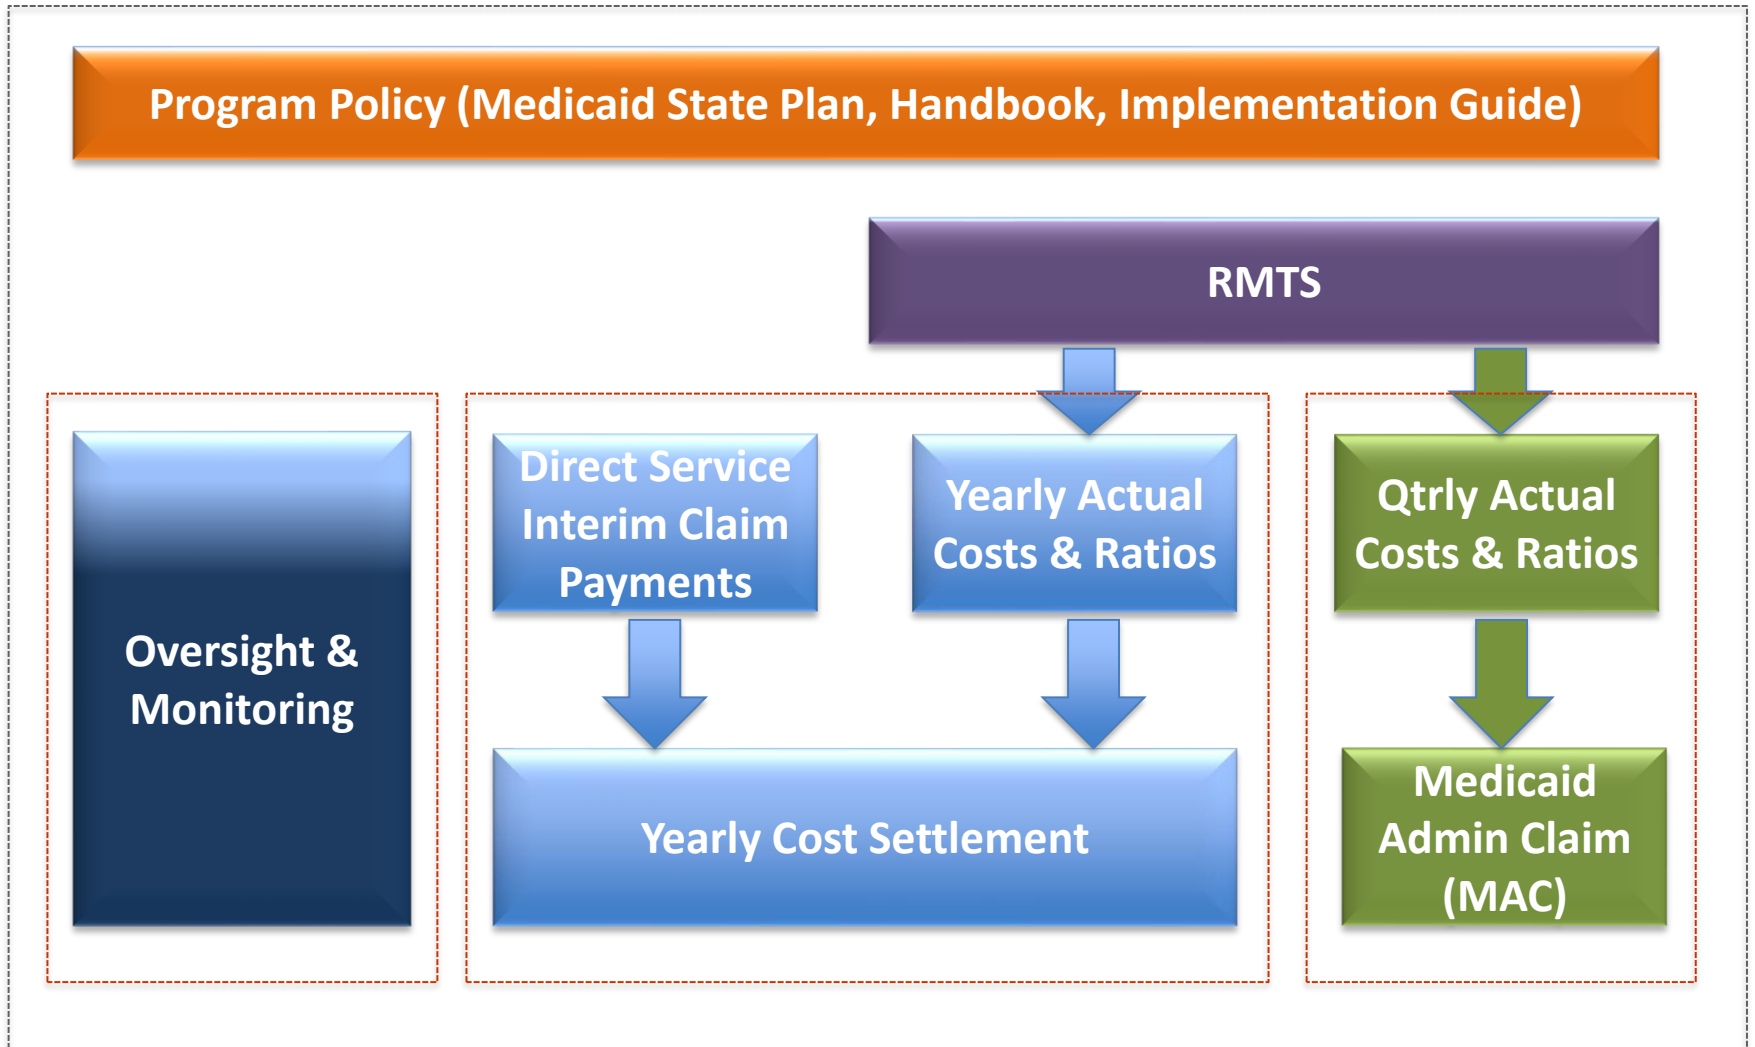 Program Policy (Medicaid State Plan, Handbook, Implementation Guide)
RMTS
Oversight &
Monitoring
Direct Service
Interim Claim
Payments
Yearly Actual
Costs & Ratios
Qtrly Actual
Costs & Ratios
Yearly Cost Settlement
Medicaid
Admin Claim
(MAC)